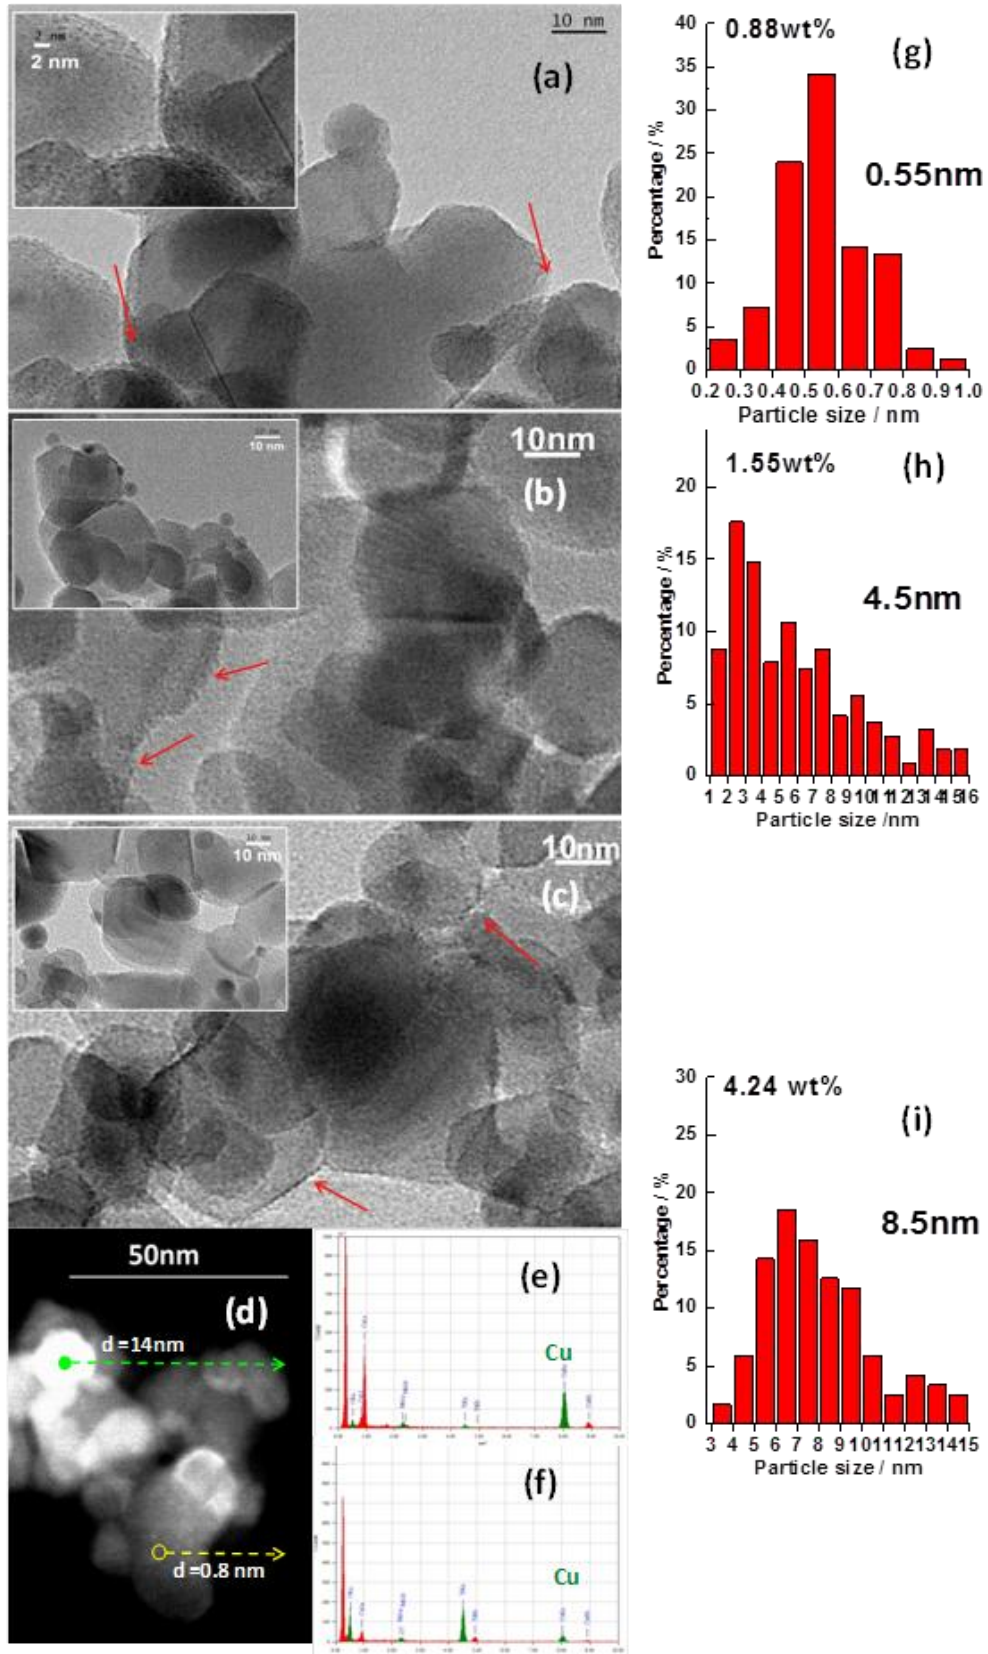 2 nm
2 nm
10 nm
(a)
10 nm
10nm
(b)
10 nm
10 nm
10nm
(c)
50nm
(d)
d =14nm
d =0.8 nm
(e)
Cu
(f)
Cu
0.88wt%
(g)
0.55nm
Percentage / %
40
35
30
25
20
15
10
5
0
0.2 0.3 0.4 0.5 0.6 0.7 0.8 0.9 1.0
Particle size / nm
1.55wt%
(h)
4.5nm
Percentage / %
20
15
10
5
0
1 2 3 4 5 6 7 8 9 10 11 12 13 14 15 16
Particle size /nm
4.24 wt%
(i)
8.5nm
Percentage / %
30
25
20
15
10
5
0
3 4 5 6 7 8 9 10 11 12 13 14 15
Particle size / nm